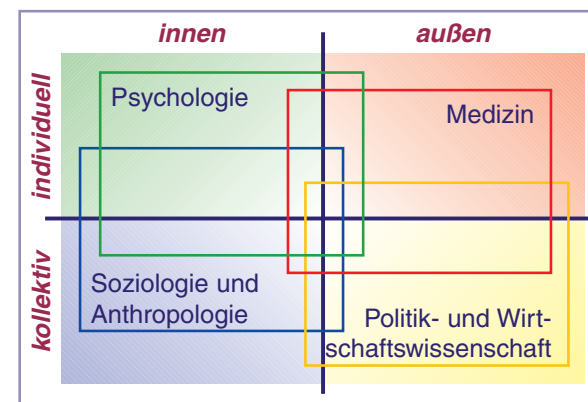 innen
außen
individuell
Psychologie
Medizin
kollektiv
Soziologie und
Anthropologie
Politik- und Wirt-
schaftswissenschaft